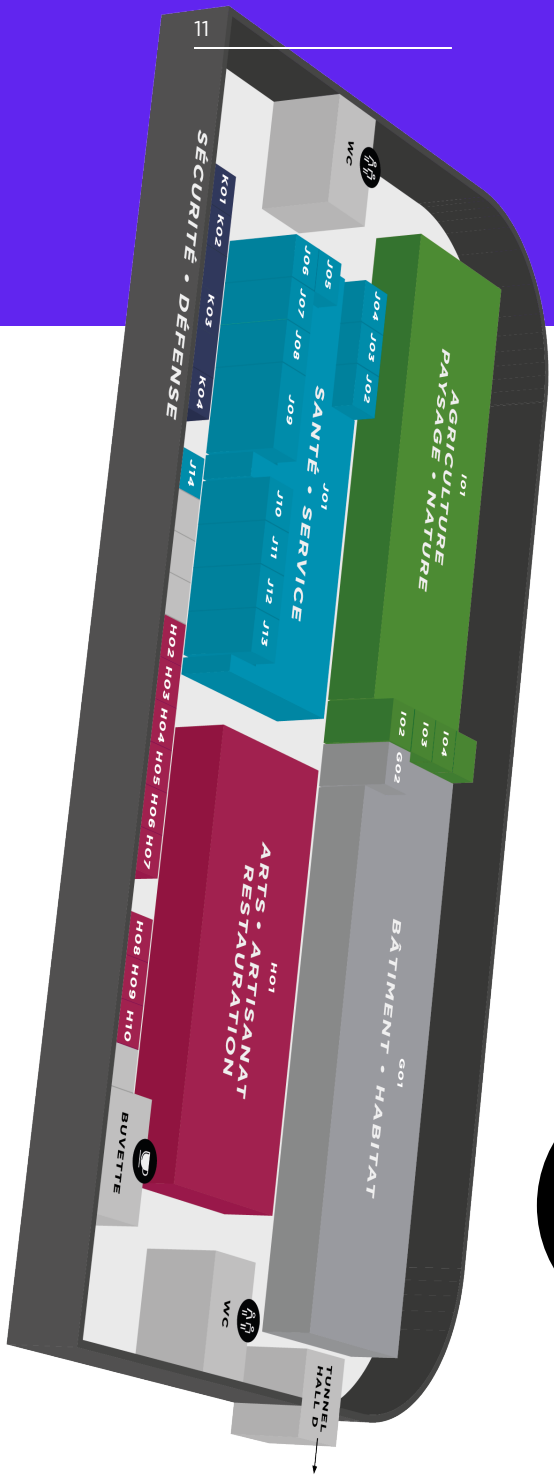 11
WC
SÉCURITÉ • DÉFENSE
K01 K02
K03
K04
J06
J05
J07
J08
J09
J04
J03
J02
J01
SANTÉ • SERVICE
J10
J11
J12
J13
J14
I01
AGRICULTURE
PAYSAGE • NATURE
I02
I03
I04
G02
H02 H03 H04 H05 H06 H07
H08 H09 H10
H01
ARTS • ARTISANAT
RESTAURATION
G01
BÂTIMENT • HABITAT
BUVETTE
WC
TUNNEL
HALL D